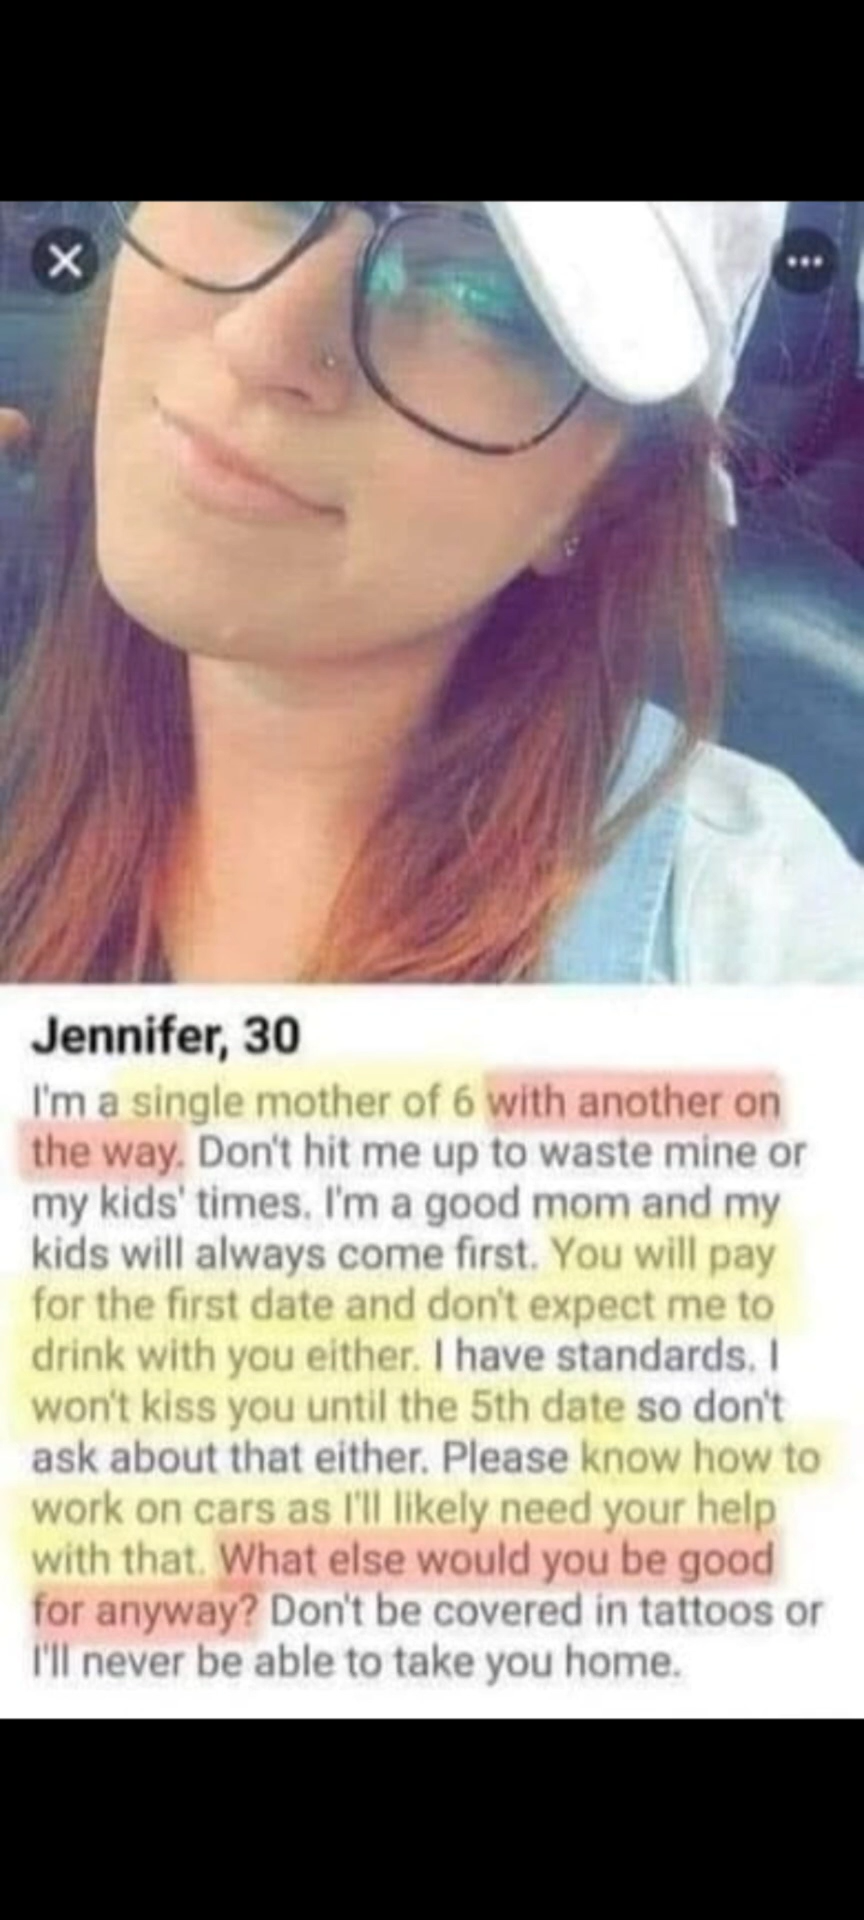 Jennifer, 30
I'm a single mother of 6 with another on
the way. Don't hit me up to waste mine or
my kids' times. I'm a good mom and my
kids will always come first. You will pay
for the first date and don't expect me to
drink with you either. I have standards. I
won't kiss you until the 5th date so don't
ask about that either. Please know how to
work on cars as I'll likely need your help
with that. What else would you be good
for anyway? Don't be covered in tattoos or
I'll never be able to take you home.